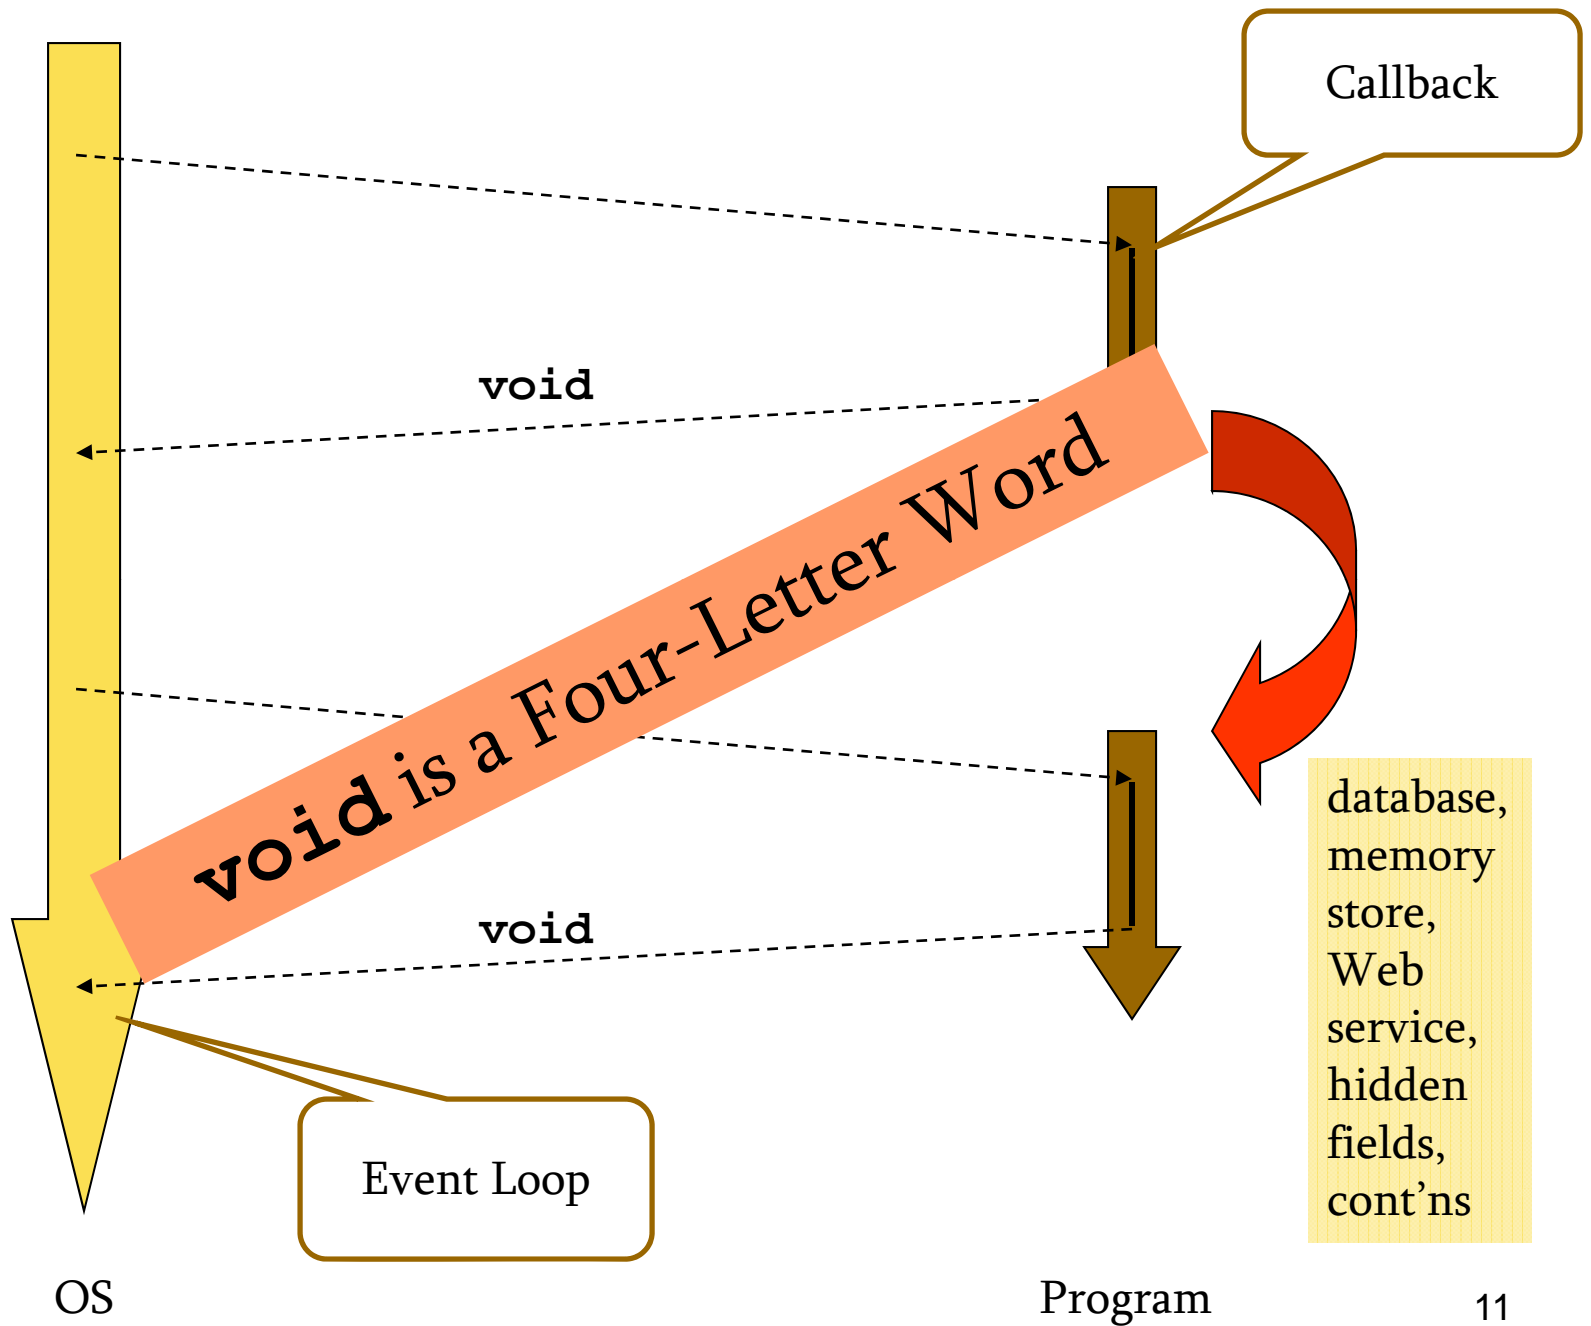 Callback
void
void is a Four-Letter Word
void
database,
memory
store,
Web
service,
hidden
fields,
cont’ns
Event Loop
OS
Program
11